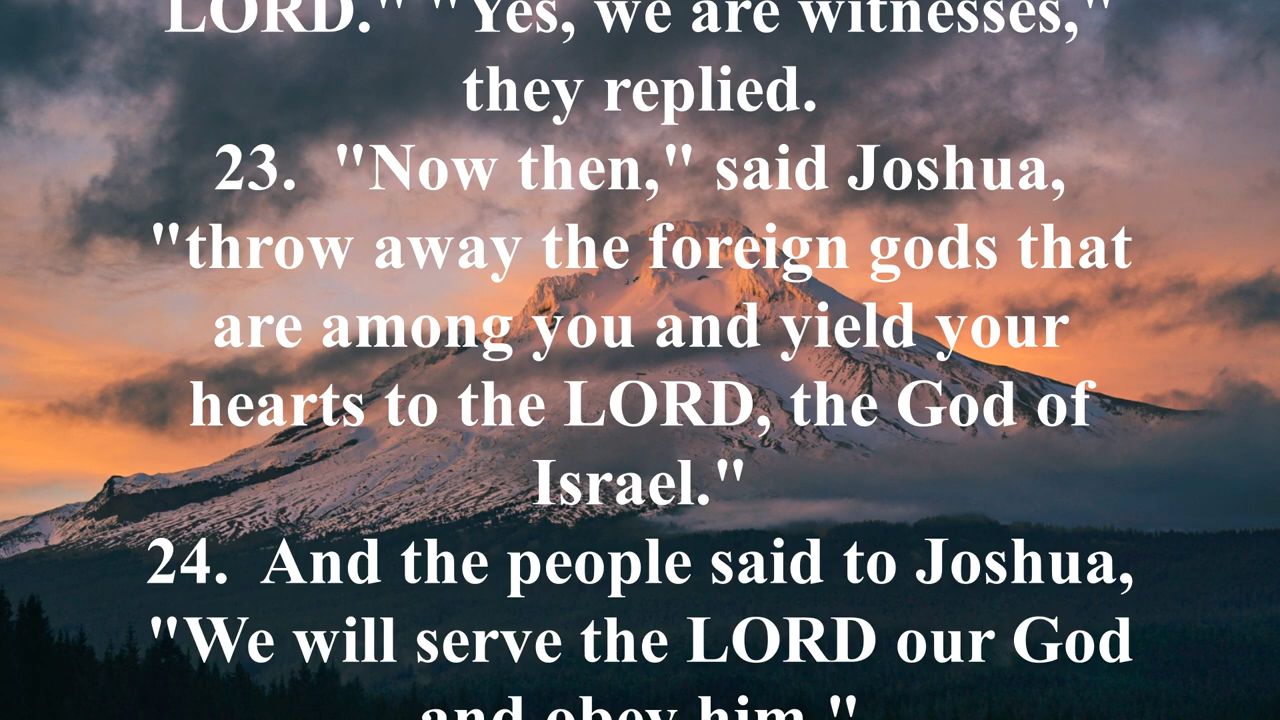 LORD." "Yes, we are witnesses,"
they replied.
23. "Now then," said Joshua,
"throw away the foreign gods that
are among you and yield your
hearts to the LORD, the God of
Israel."
24. And the people said to Joshua,
"We will serve the LORD our God
and obey him."